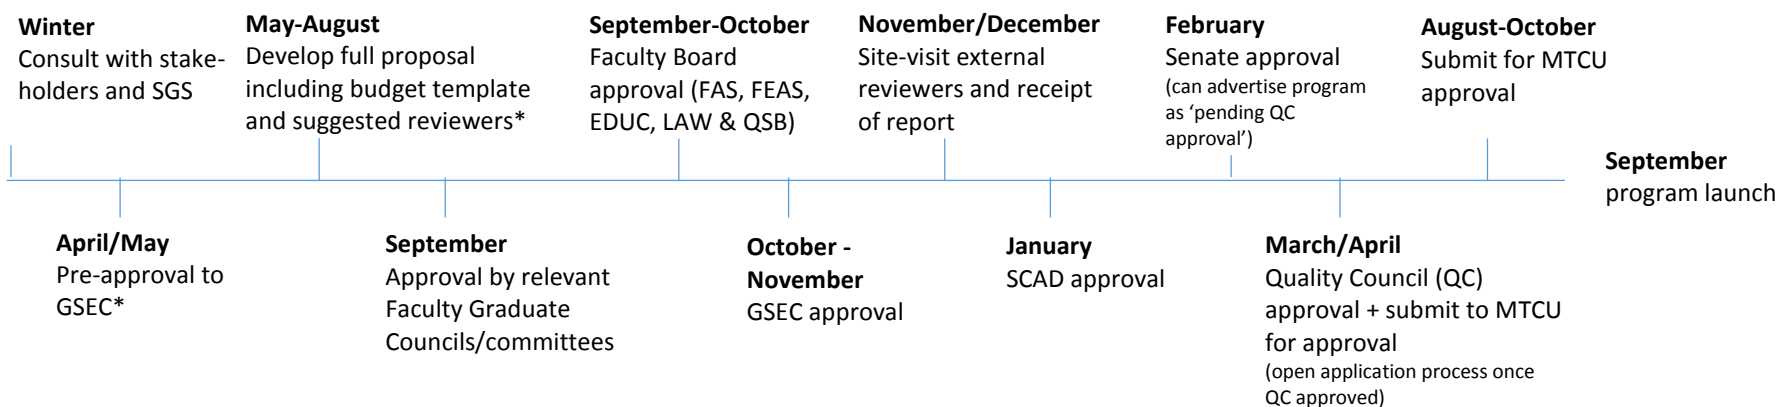 Winter
Consult with stake-
holders and SGS
May-August
Develop full proposal
including budget template
and suggested reviewers*
September-October
Faculty Board
approval (FAS, FEAS,
EDUC, LAW & QSB)
November/December
Site-visit external
reviewers and receipt
of report
February
Senate approval
(can advertise program
as ‘pending QC
approval’)
August-October
Submit for MTCU
approval
September
program launch
April/May
Pre-approval to
GSEC*
September
Approval by relevant
Faculty Graduate
Councils/committees
October -
November
GSEC approval
January
SCAD approval
March/April
Quality Council (QC)
approval + submit to MTCU
for approval
(open application process once
QC approved)